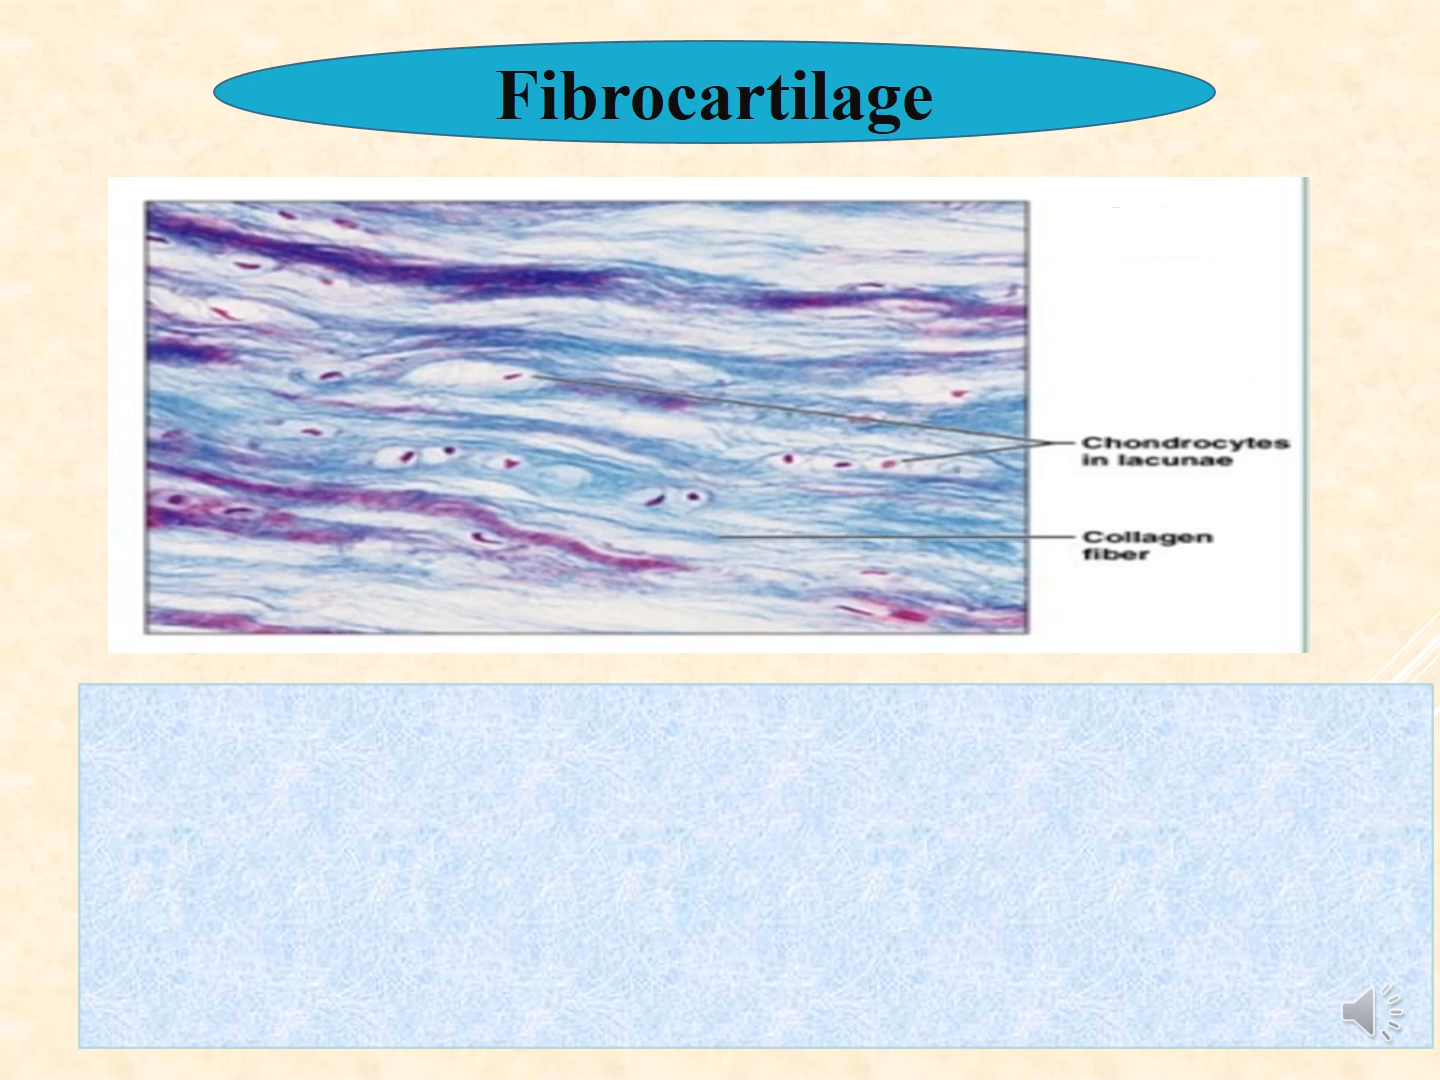 Fibrocartilage
Chondrocytes
in lacunae
Collagen
fiber